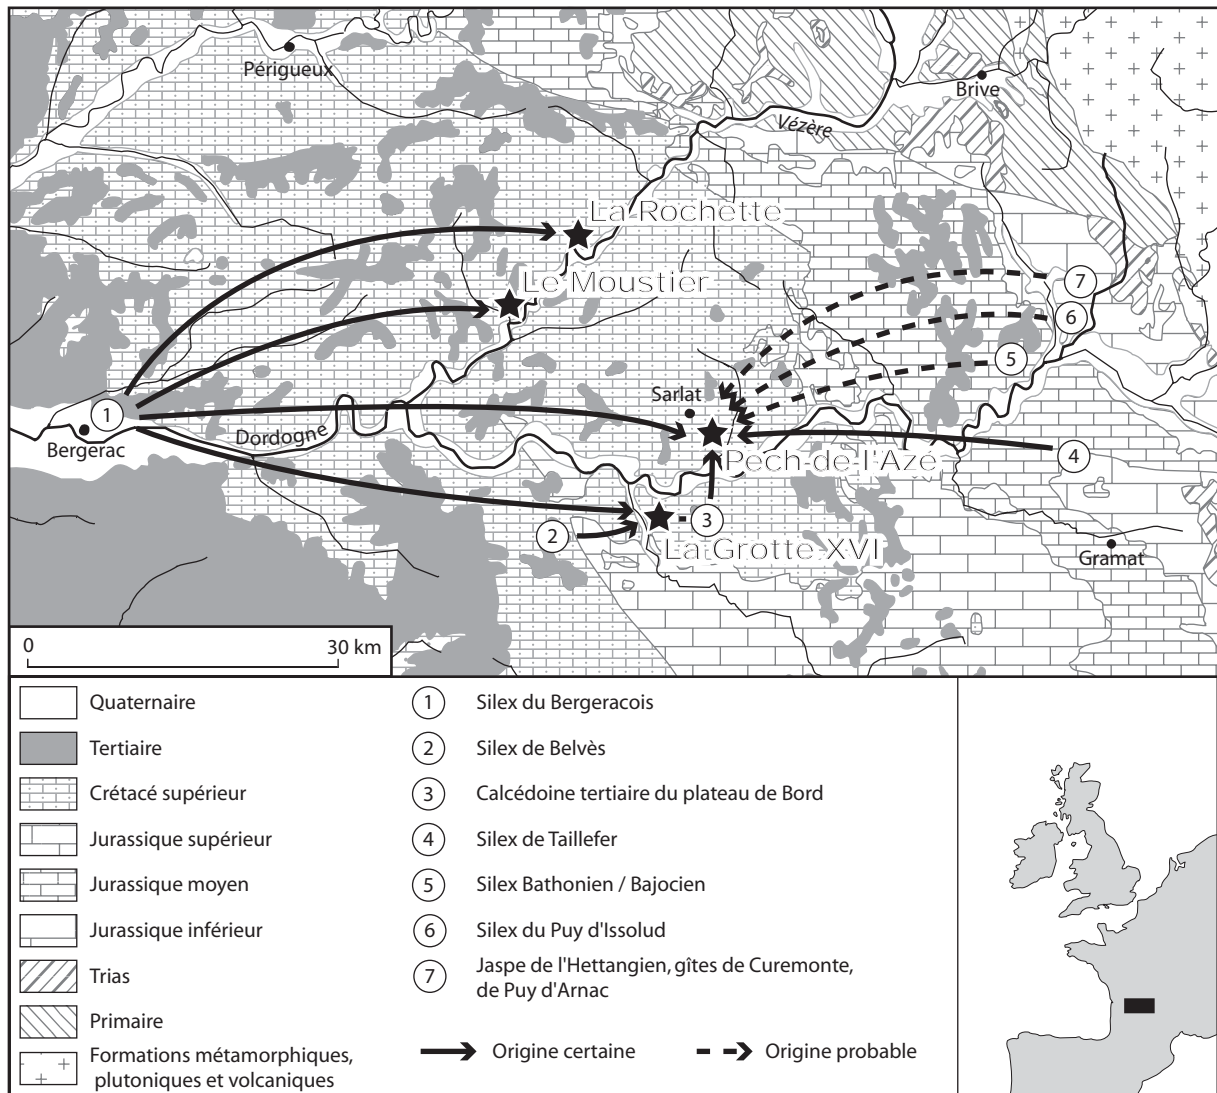 Périgueux
Brive
Vézère
La Rochette
Le Moustier
7
6
5
1
Bergerac
Dordogne
Sarlat
Pech-de-l'Azé
4
2
3
La Grotte XVI
Gramat
0 30 km
Quaternaire
Tertiaire
Crétacé supérieur
Jurassique supérieur
Jurassique moyen
Jurassique inférieur
Trias
Primaire
Formations métamorphiques,
plutoniques et volcaniques
1 Silex du Bergeracois
2 Silex de Belvès
3 Calcédoine tertiaire du plateau de Bord
4 Silex de Taillefer
5 Silex Bathonien / Bajocien
6 Silex du Puy d'Issolud
7 Jaspe de l'Hettangien, gîtes de Curemonte,
de Puy d'Arnac
Origine certaine
Origine probable